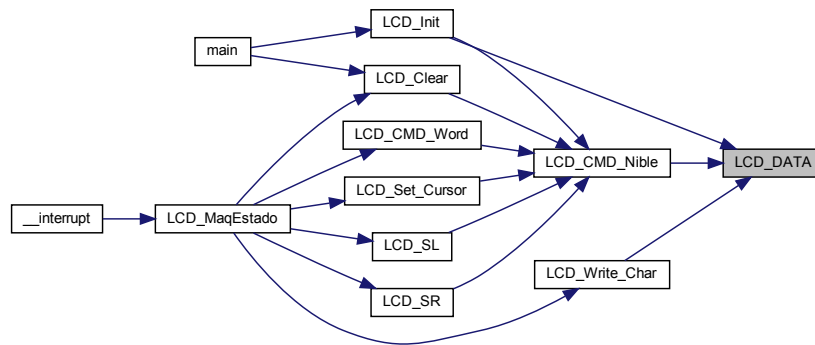 LCD_Init
main
LCD_Clear
LCD_CMD_Word
LCD_CMD_Nible
LCD_DATA
LCD_Set_Cursor
__interrupt
LCD_MaqEstado
LCD_SL
LCD_Write_Char
LCD_SR